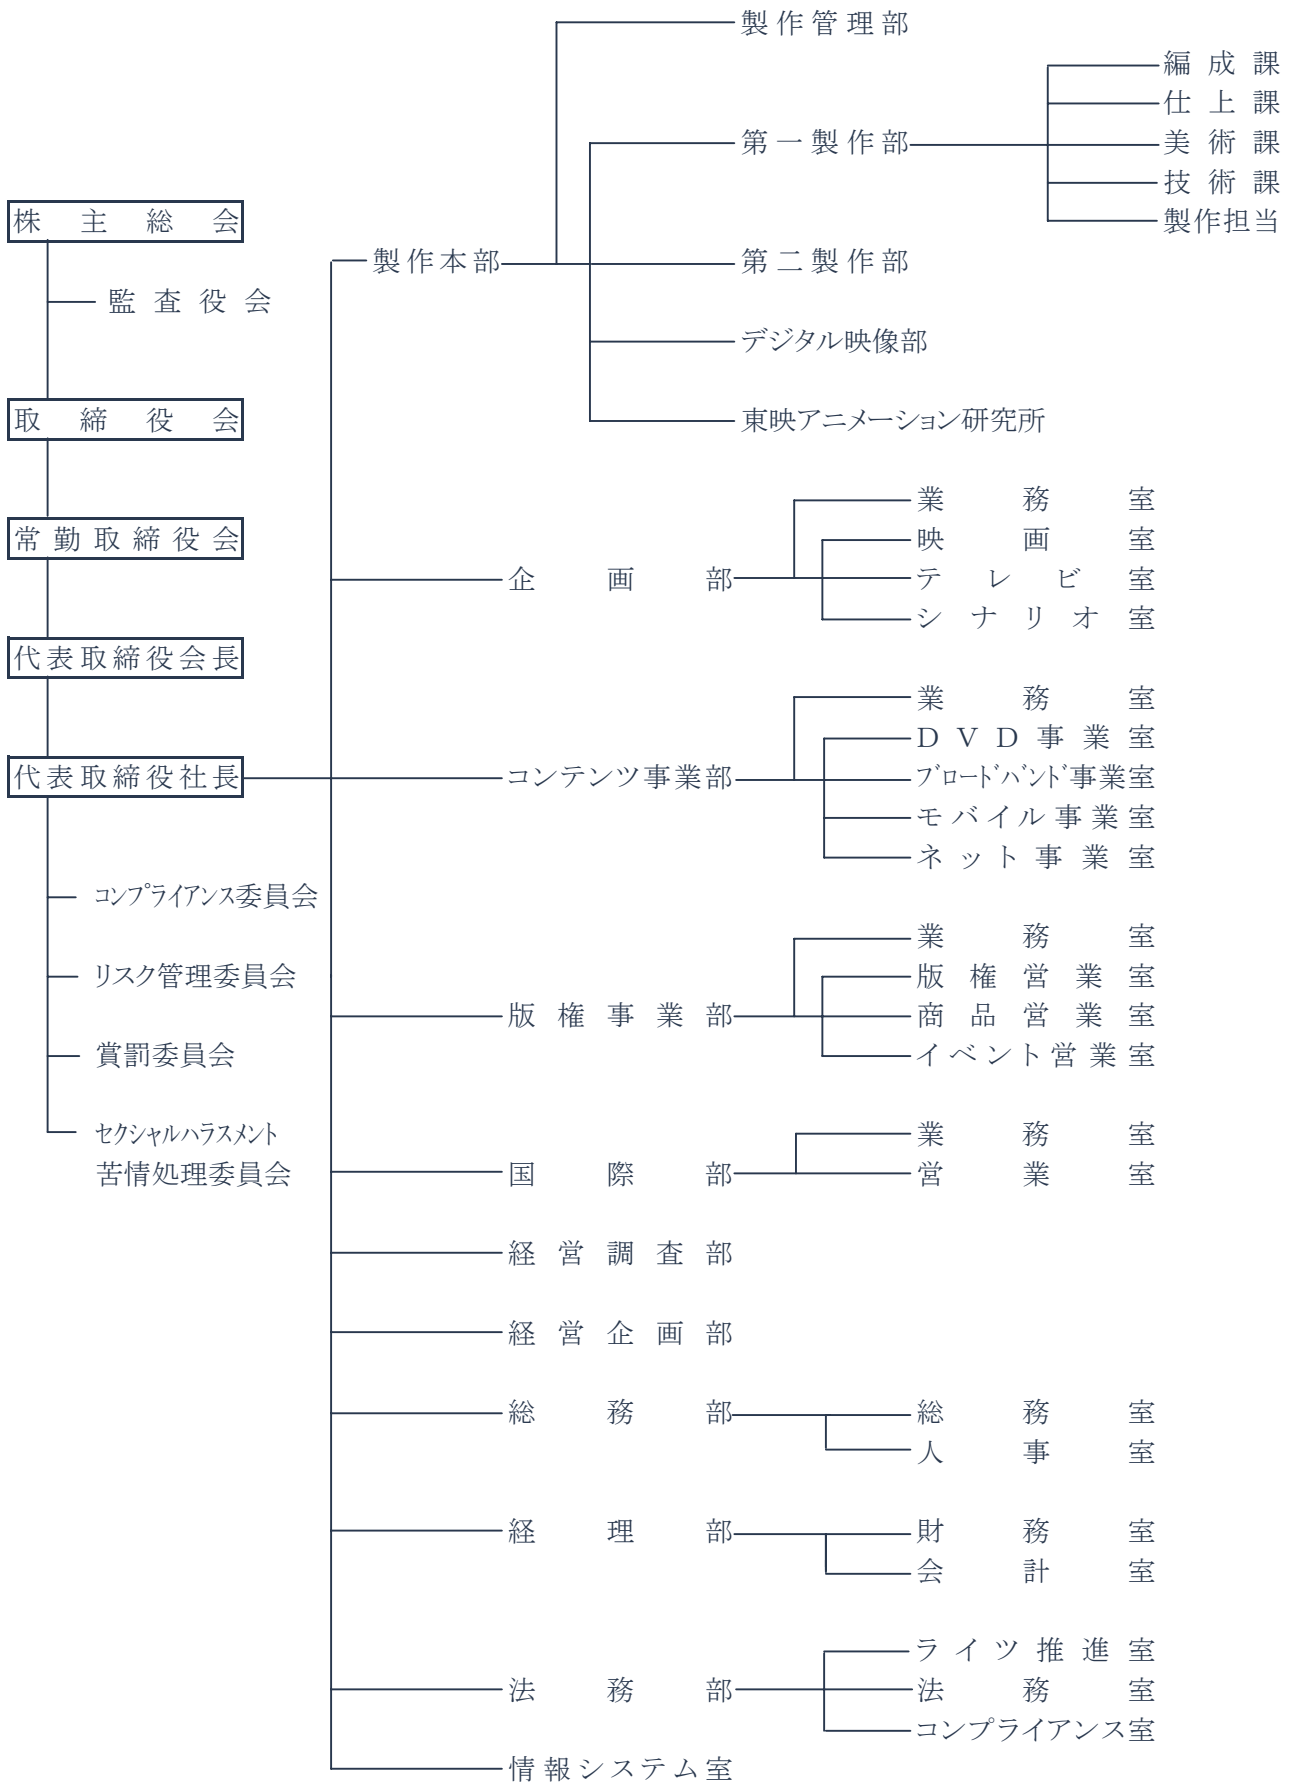 株主総会
監査役会
取締役会
常勤取締役会
代表取締役会長
代表取締役社長
コンプライアンス委員会
リスク管理委員会
賞罰委員会
セクシャルハラスメント
苦情処理委員会
製作本部
製作管理部
第一製作部
編成課
仕上課
美術課
技術課
製作担当
第二製作部
デジタル映像部
東映アニメーション研究所
企画部
業務室
映画室
テレビ室
シナリオ室
コンテンツ事業部
業務室
DVD事業室
ブロードバンド事業室
モバイル事業室
ネット事業室
版権事業部
業務室
版権営業室
商品営業室
イベント営業室
国際部
業務室
営業室
経営調査部
経営企画部
総務部
総務室
人事室
経理部
財務室
会計室
法務部
ライツ推進室
法務室
コンプライアンス室
情報システム室